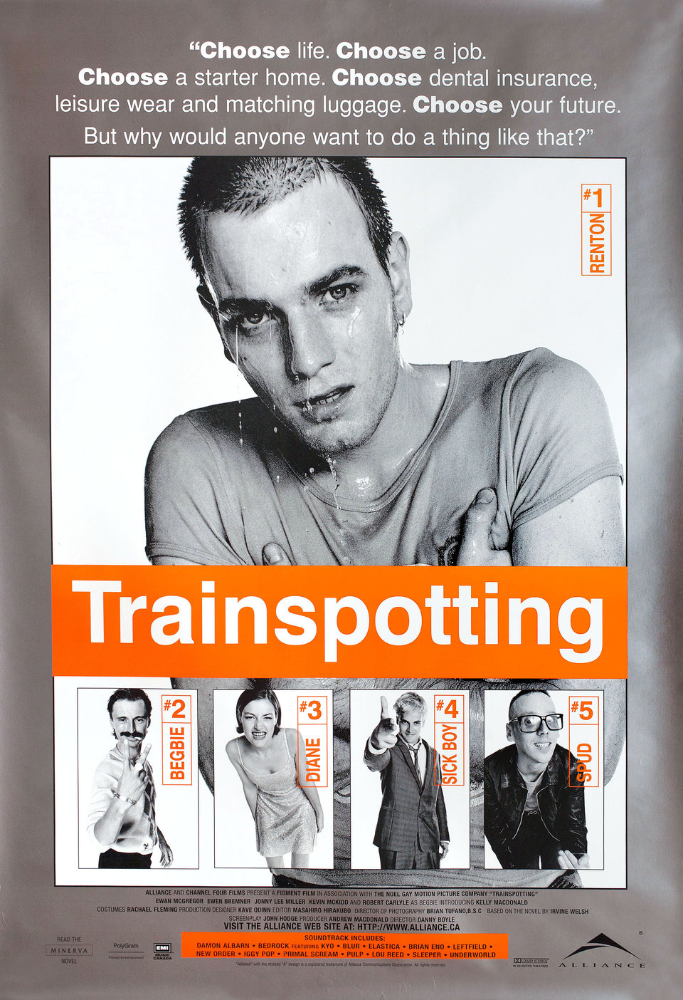 “Choose life. Choose a job.
Choose a starter home. Choose dental insurance,
leisure wear and matching luggage. Choose your future.
But why would anyone want to do a thing like that?”
#1
RENTON
Trainspotting
#2
BEGBIE
#3
DIANE
#4
SICK BOY
#5
SPUD
ALLIANCE AND CHANNEL FOUR FILMS PRESENT A FIGMENT FILM IN ASSOCIATION WITH THE NOEL GAY MOTION PICTURE COMPANY "TRAINSPOTTING"
EWAN MCGREGOR EWEN BREMNER JONNY LEE MILLER KEVIN MCKIDD AND ROBERT CARLYLE AS BEGBIE INTRODUCING KELLY MACDONALD
COSTUMES RACHAEL FLEMING PRODUCTION DESIGNER KAVE QUINN EDITOR MASAHIRO HIRAKUBO DIRECTOR OF PHOTOGRAPHY BRIAN TUFANO,B.S.C BASED ON THE NOVEL BY IRVINE WELSH
SCREENPLAY JOHN HODGE PRODUCER ANDREW MACDONALD DIRECTOR DANNY BOYLE
VISIT THE ALLIANCE WEB SITE AT: HTTP://WWW.ALLIANCE.CA
READ THE
MINERVA
NOVEL
PolyGram
Filmed Entertainment
EMI
MUSIC
CANADA
SOUNDTRACK INCLUDES:
DAMON ALBARN • BEDROCK FEATURING KYO • BLUR • ELASTICA • BRIAN ENO • LEFTFIELD •
NEW ORDER • IGGY POP • PRIMAL SCREAM • PULP • LOU REED • SLEEPER • UNDERWORLD
"Alliance" with the stylized "A" design is a registered trademark of Alliance Communications Corporation. All rights reserved.
DOLBY STEREO
IN SELECTED THEATRES
®
ALLIANCE